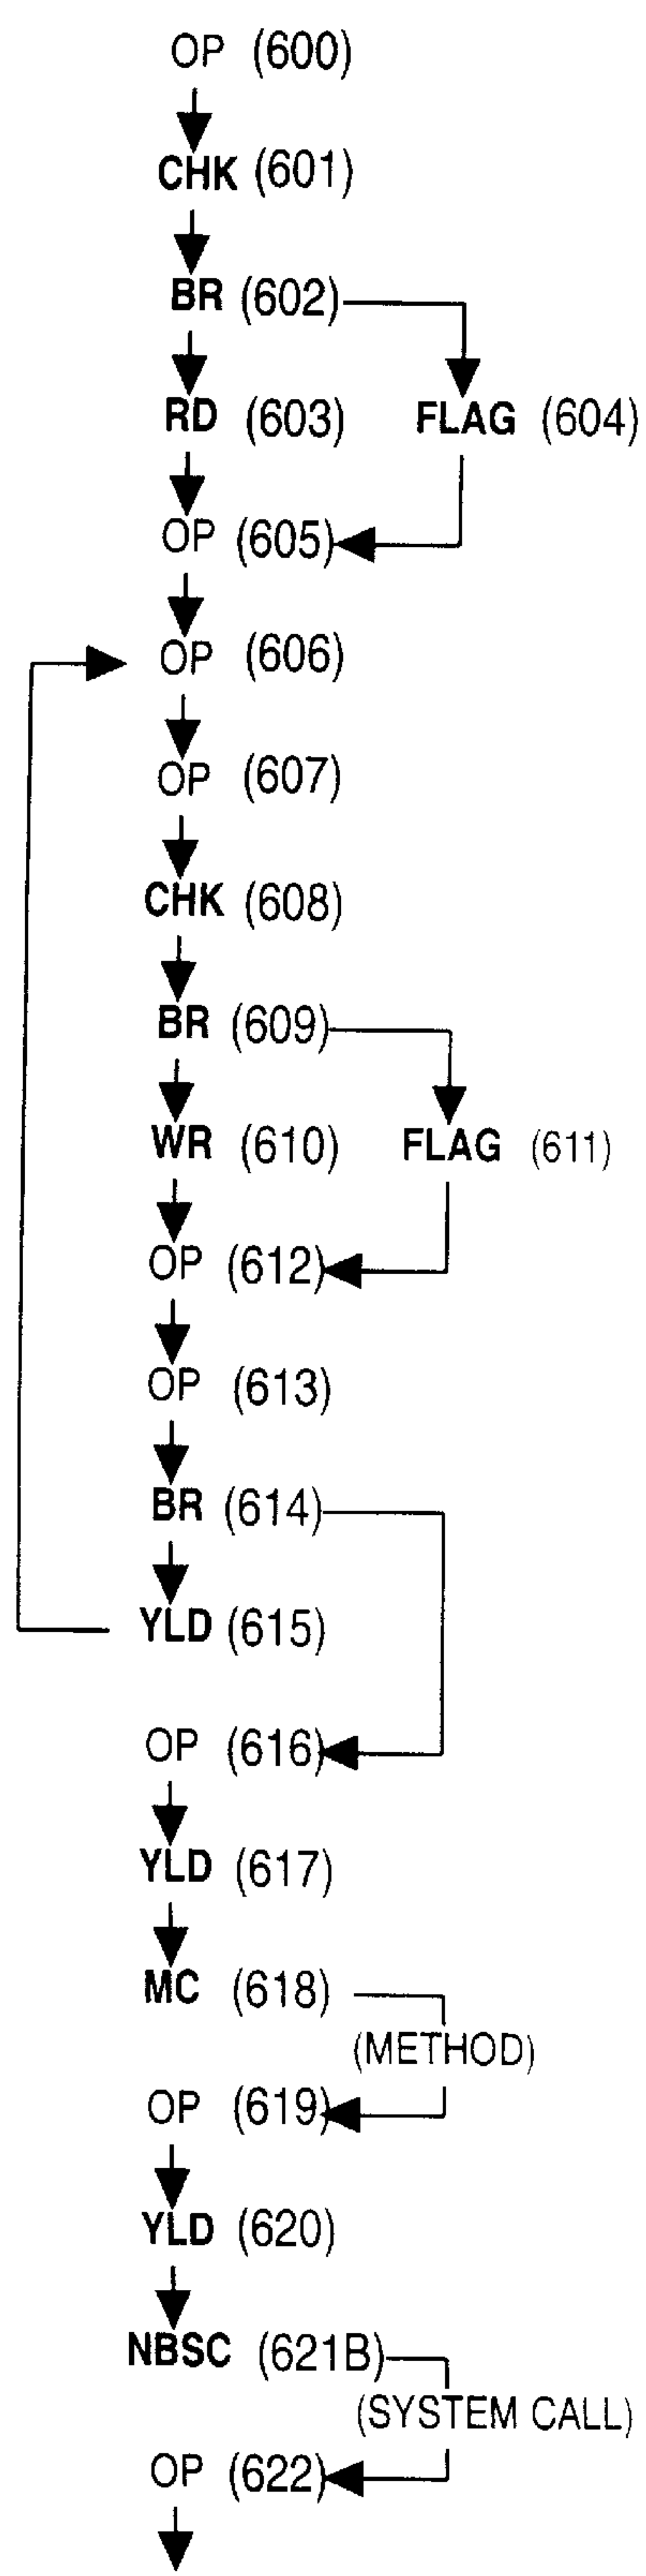 OP (600)
CHK (601)
BR (602)
RD (603) FLAG (604)
OP (605)
OP (606)
OP (607)
CHK (608)
BR (609)
WR (610) FLAG (611)
OP (612)
OP (613)
BR (614)
YLD (615)
OP (616)
YLD (617)
MC (618)
(METHOD)
OP (619)
YLD (620)
NBSC (621B)
(SYSTEM CALL)
OP (622)